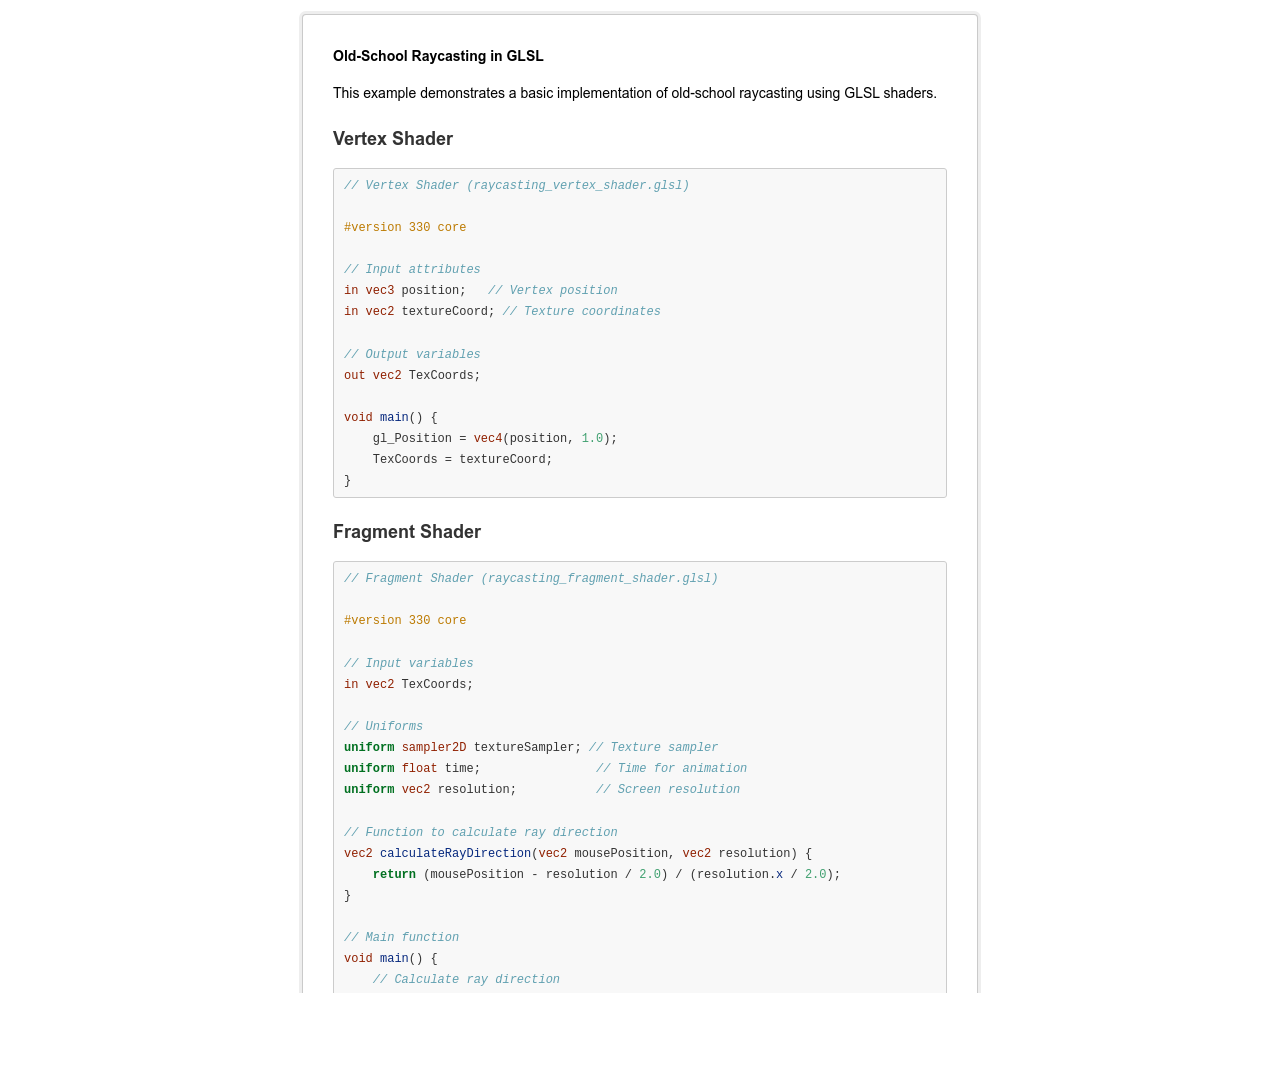 Old-School Raycasting in GLSL
This example demonstrates a basic implementation of old-school raycasting using GLSL shaders.
Vertex Shader
// Vertex Shader (raycasting_vertex_shader.glsl)
#version 330 core
// Input attributes
in vec3 position;   // Vertex position
in vec2 textureCoord; // Texture coordinates
// Output variables
out vec2 TexCoords;
void main() {
    gl_Position = vec4(position, 1.0);
    TexCoords = textureCoord;
}
Fragment Shader
// Fragment Shader (raycasting_fragment_shader.glsl)
#version 330 core
// Input variables
in vec2 TexCoords;
// Uniforms
uniform sampler2D textureSampler; // Texture sampler
uniform float time;                // Time for animation
uniform vec2 resolution;           // Screen resolution
// Function to calculate ray direction
vec2 calculateRayDirection(vec2 mousePosition, vec2 resolution) {
    return (mousePosition - resolution / 2.0) / (resolution.x / 2.0);
}
// Main function
void main() {
    // Calculate ray direction